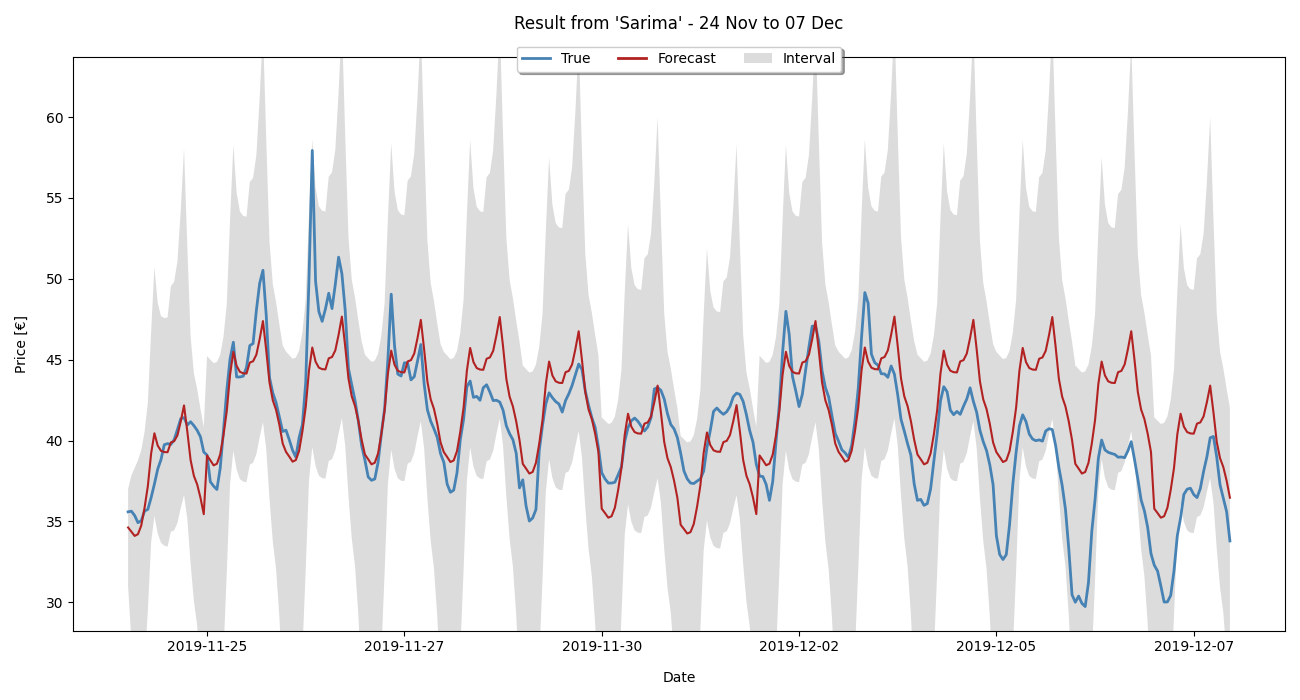 Result from 'Sarima' - 24 Nov to 07 Dec
True Forecast Interval
Price [€]
60
55
50
45
40
35
30
2019-11-25 2019-11-27 2019-11-30 2019-12-02 2019-12-05 2019-12-07
Date